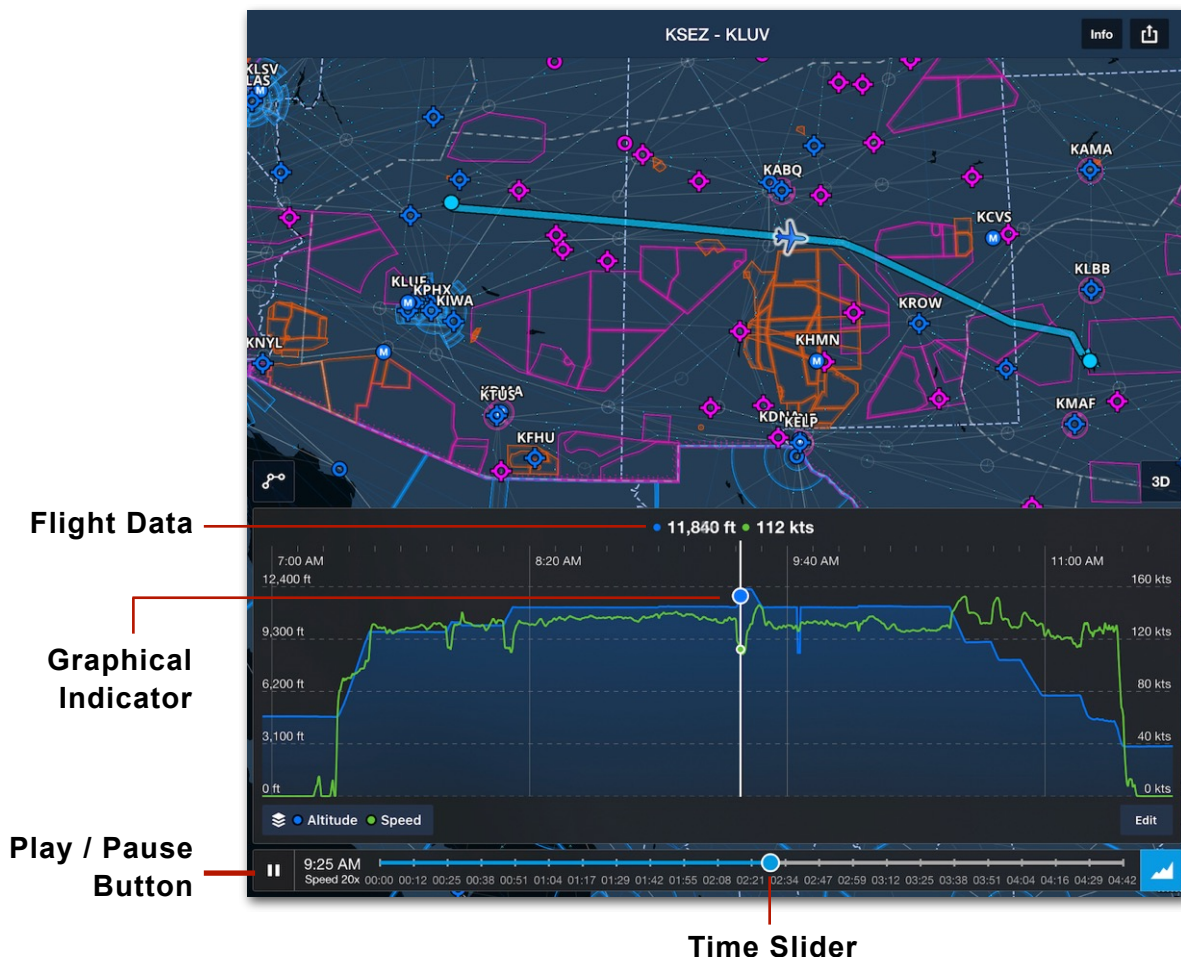 KSEZ - KLUV
Info
KLSV
LAS
KABQ
KAMA
KCVS
M
M
KLUF
KPHX
KIWA
M
KLBB
KROW
KNYL
M
KHMN
M
KTUS
KFHU
KELP
KMAF
3D
Flight Data
11,840 ft 112 kts
7:00 AM 8:20 AM 9:40 AM 11:00 AM
12,400 ft 160 kts
9,300 ft 120 kts
6,200 ft 80 kts
3,100 ft 40 kts
0 ft 0 kts
Graphical
Indicator
Altitude Speed
Edit
Play / Pause
Button
9:25 AM
Speed 20x 00:00 00:12 00:25 00:38 00:51 01:04 01:17 01:29 01:42 01:55 02:08 02:21 02:34 02:47 02:59 03:12 03:25 03:38 03:51 04:04 04:16 04:29 04:42
Time Slider